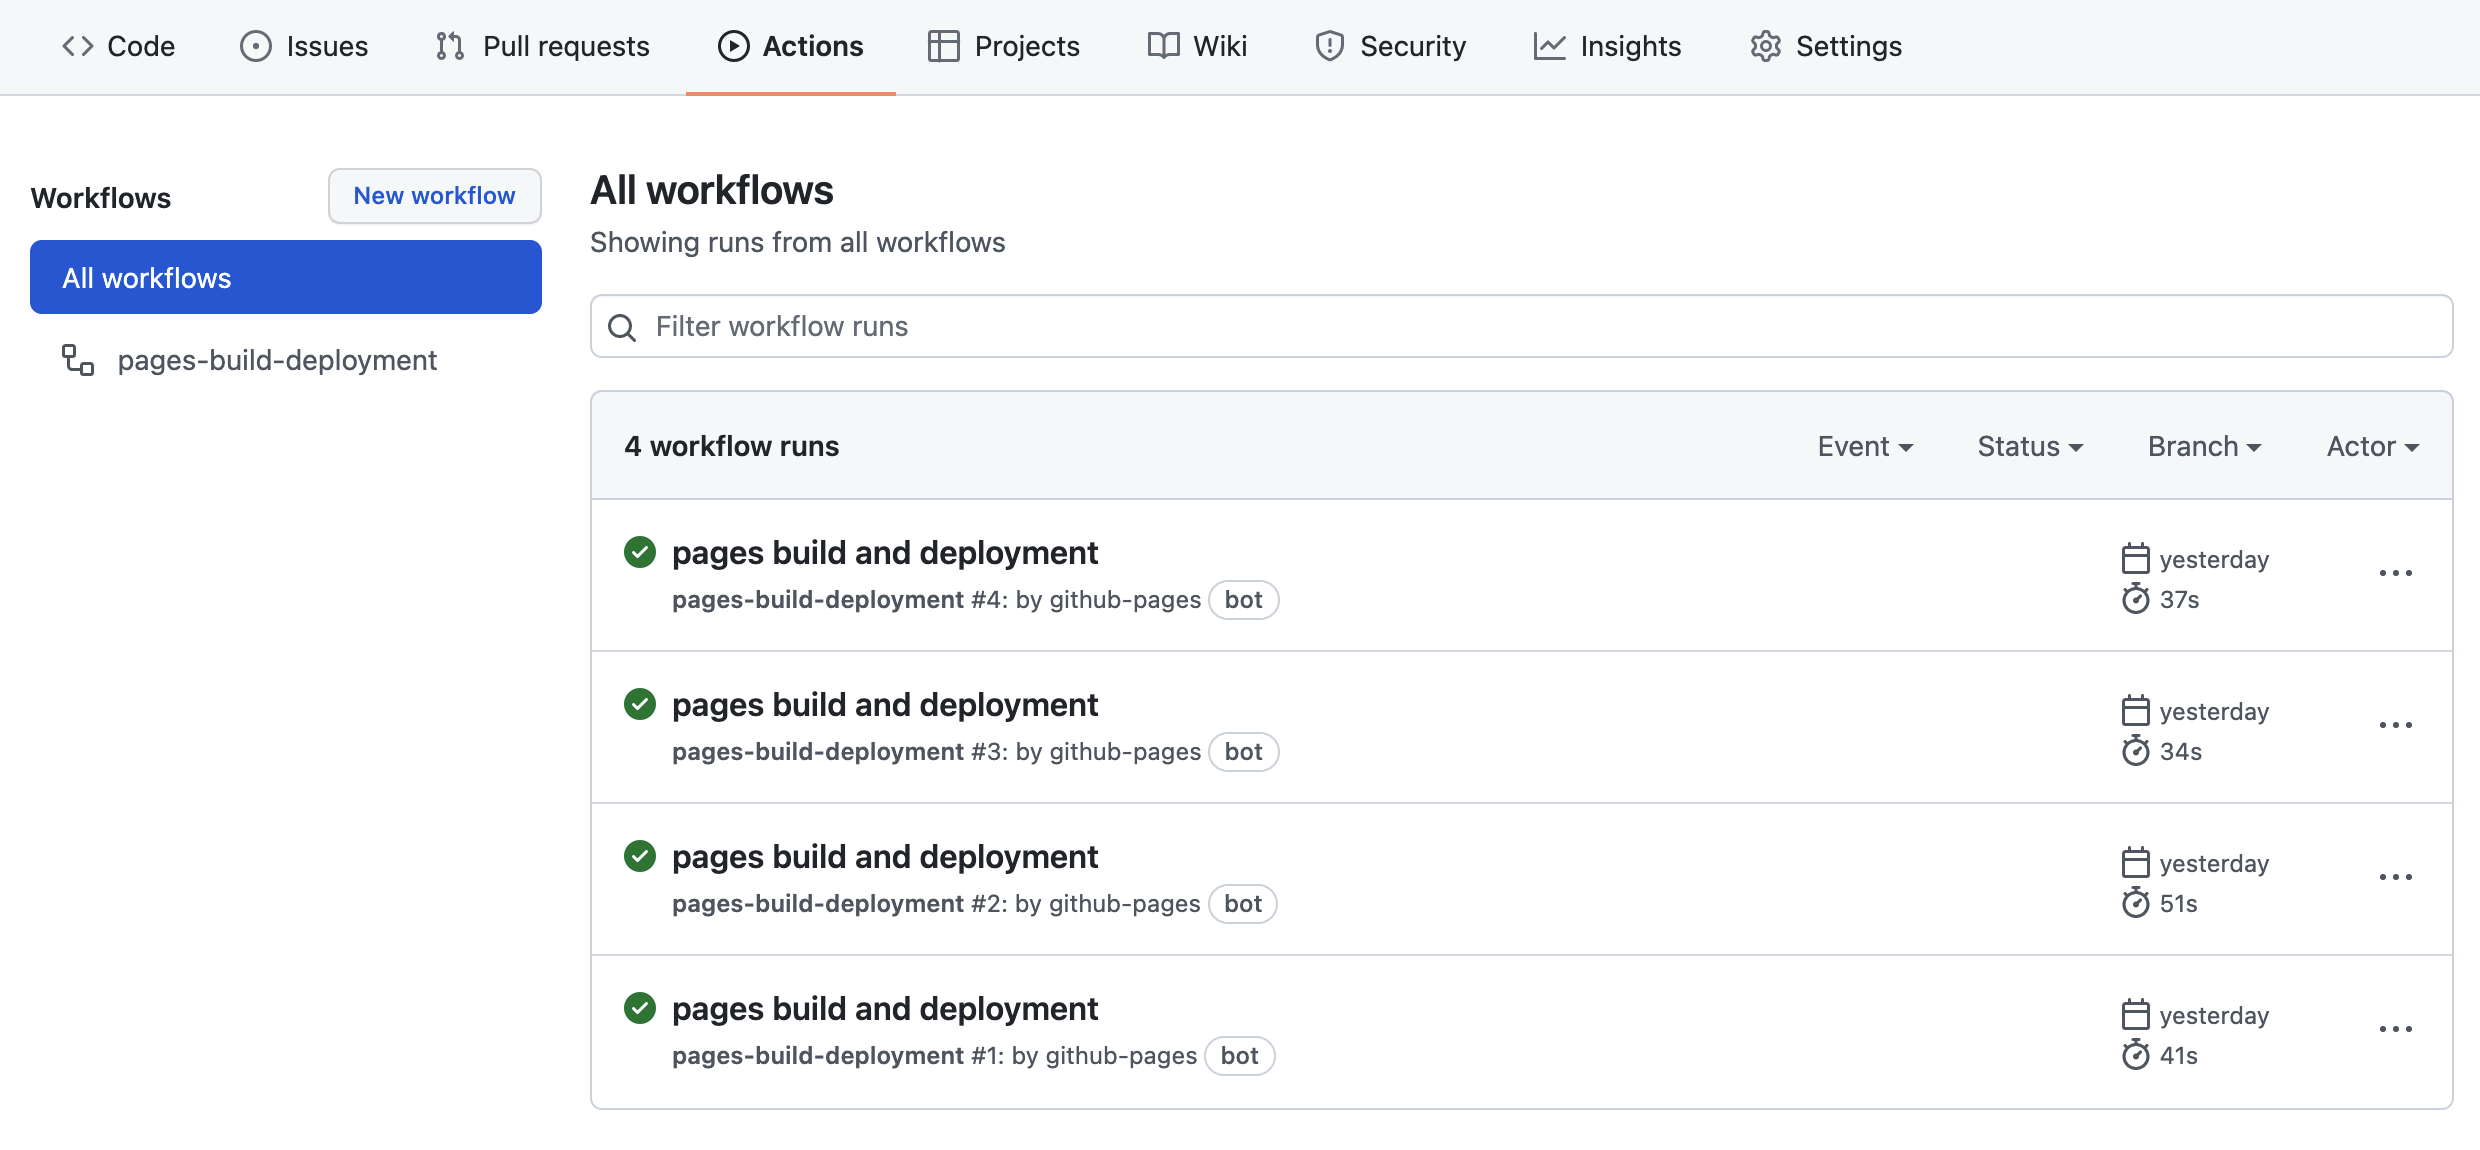 Code Issues Pull requests Actions Projects Wiki Security Insights Settings
Workflows
New workflow
All workflows
pages-build-deployment
All workflows
Showing runs from all workflows
Filter workflow runs
4 workflow runs
Event Status Branch Actor
pages build and deployment
pages-build-deployment #4: by github-pages bot
yesterday
37s
pages build and deployment
pages-build-deployment #3: by github-pages bot
yesterday
34s
pages build and deployment
pages-build-deployment #2: by github-pages bot
yesterday
51s
pages build and deployment
pages-build-deployment #1: by github-pages bot
yesterday
41s